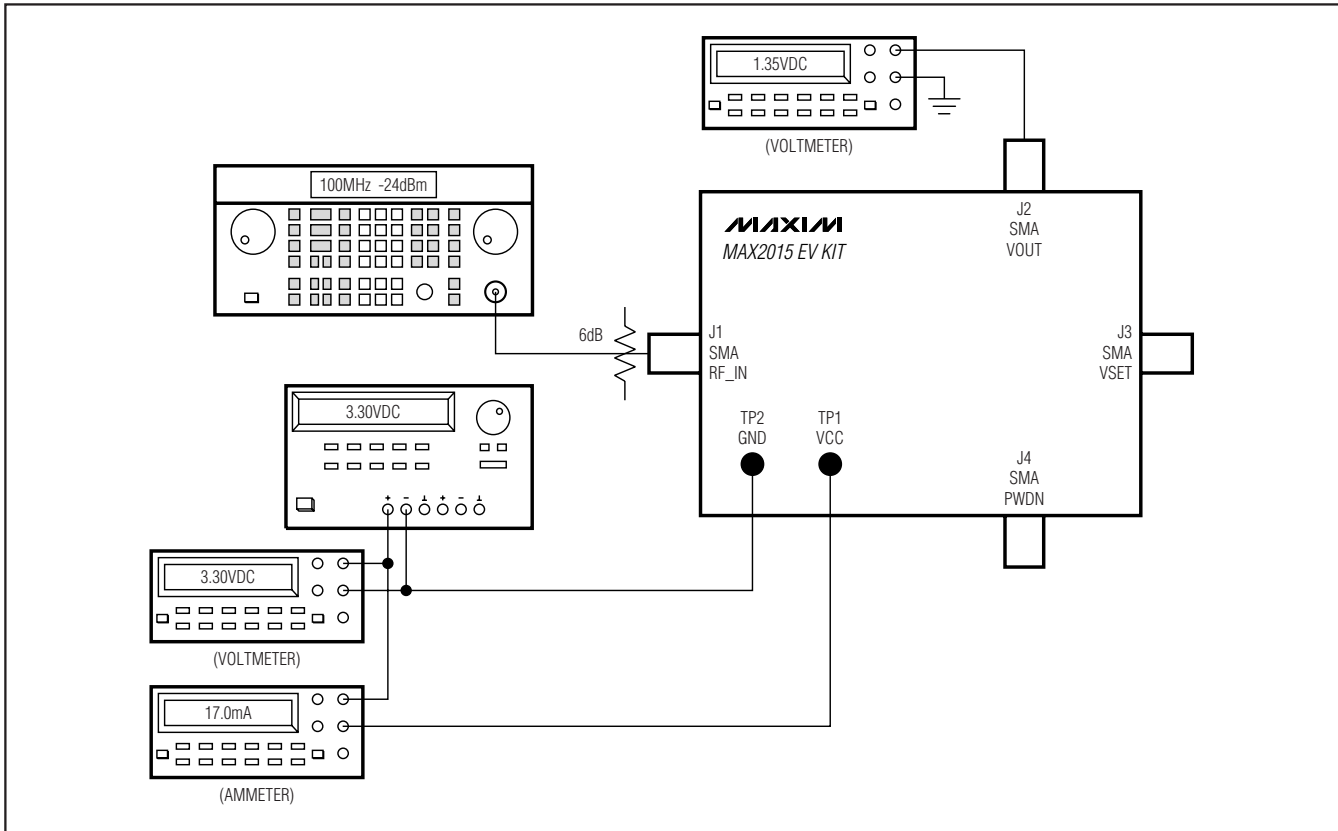 1.35VDC
(VOLTMETER)
100MHz -24dBm
MAXIM
MAX2015 EV KIT
J2
SMA
VOUT
6dB
J1
SMA
RF_IN
J3
SMA
VSET
3.30VDC
+ - ⊥ + - ⊥
TP2
GND
TP1
VCC
J4
SMA
PWDN
3.30VDC
(VOLTMETER)
17.0mA
(AMMETER)